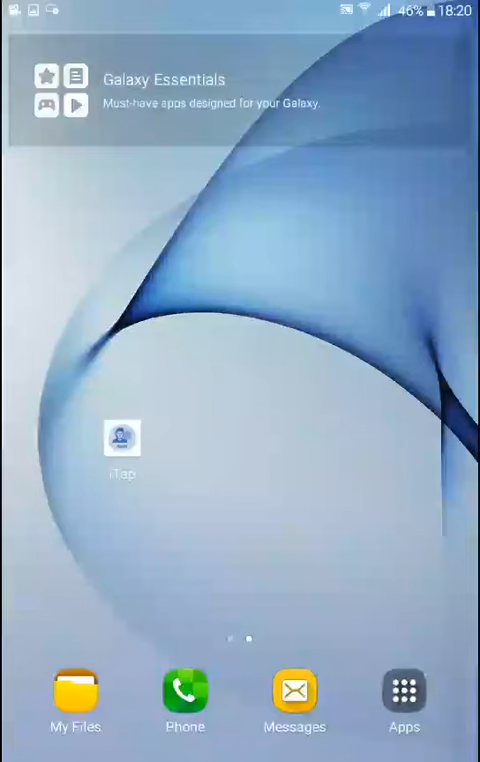 46% 18:20
Galaxy Essentials
Must-have apps designed for your Galaxy.
iTap
My Files
Phone
Messages
Apps